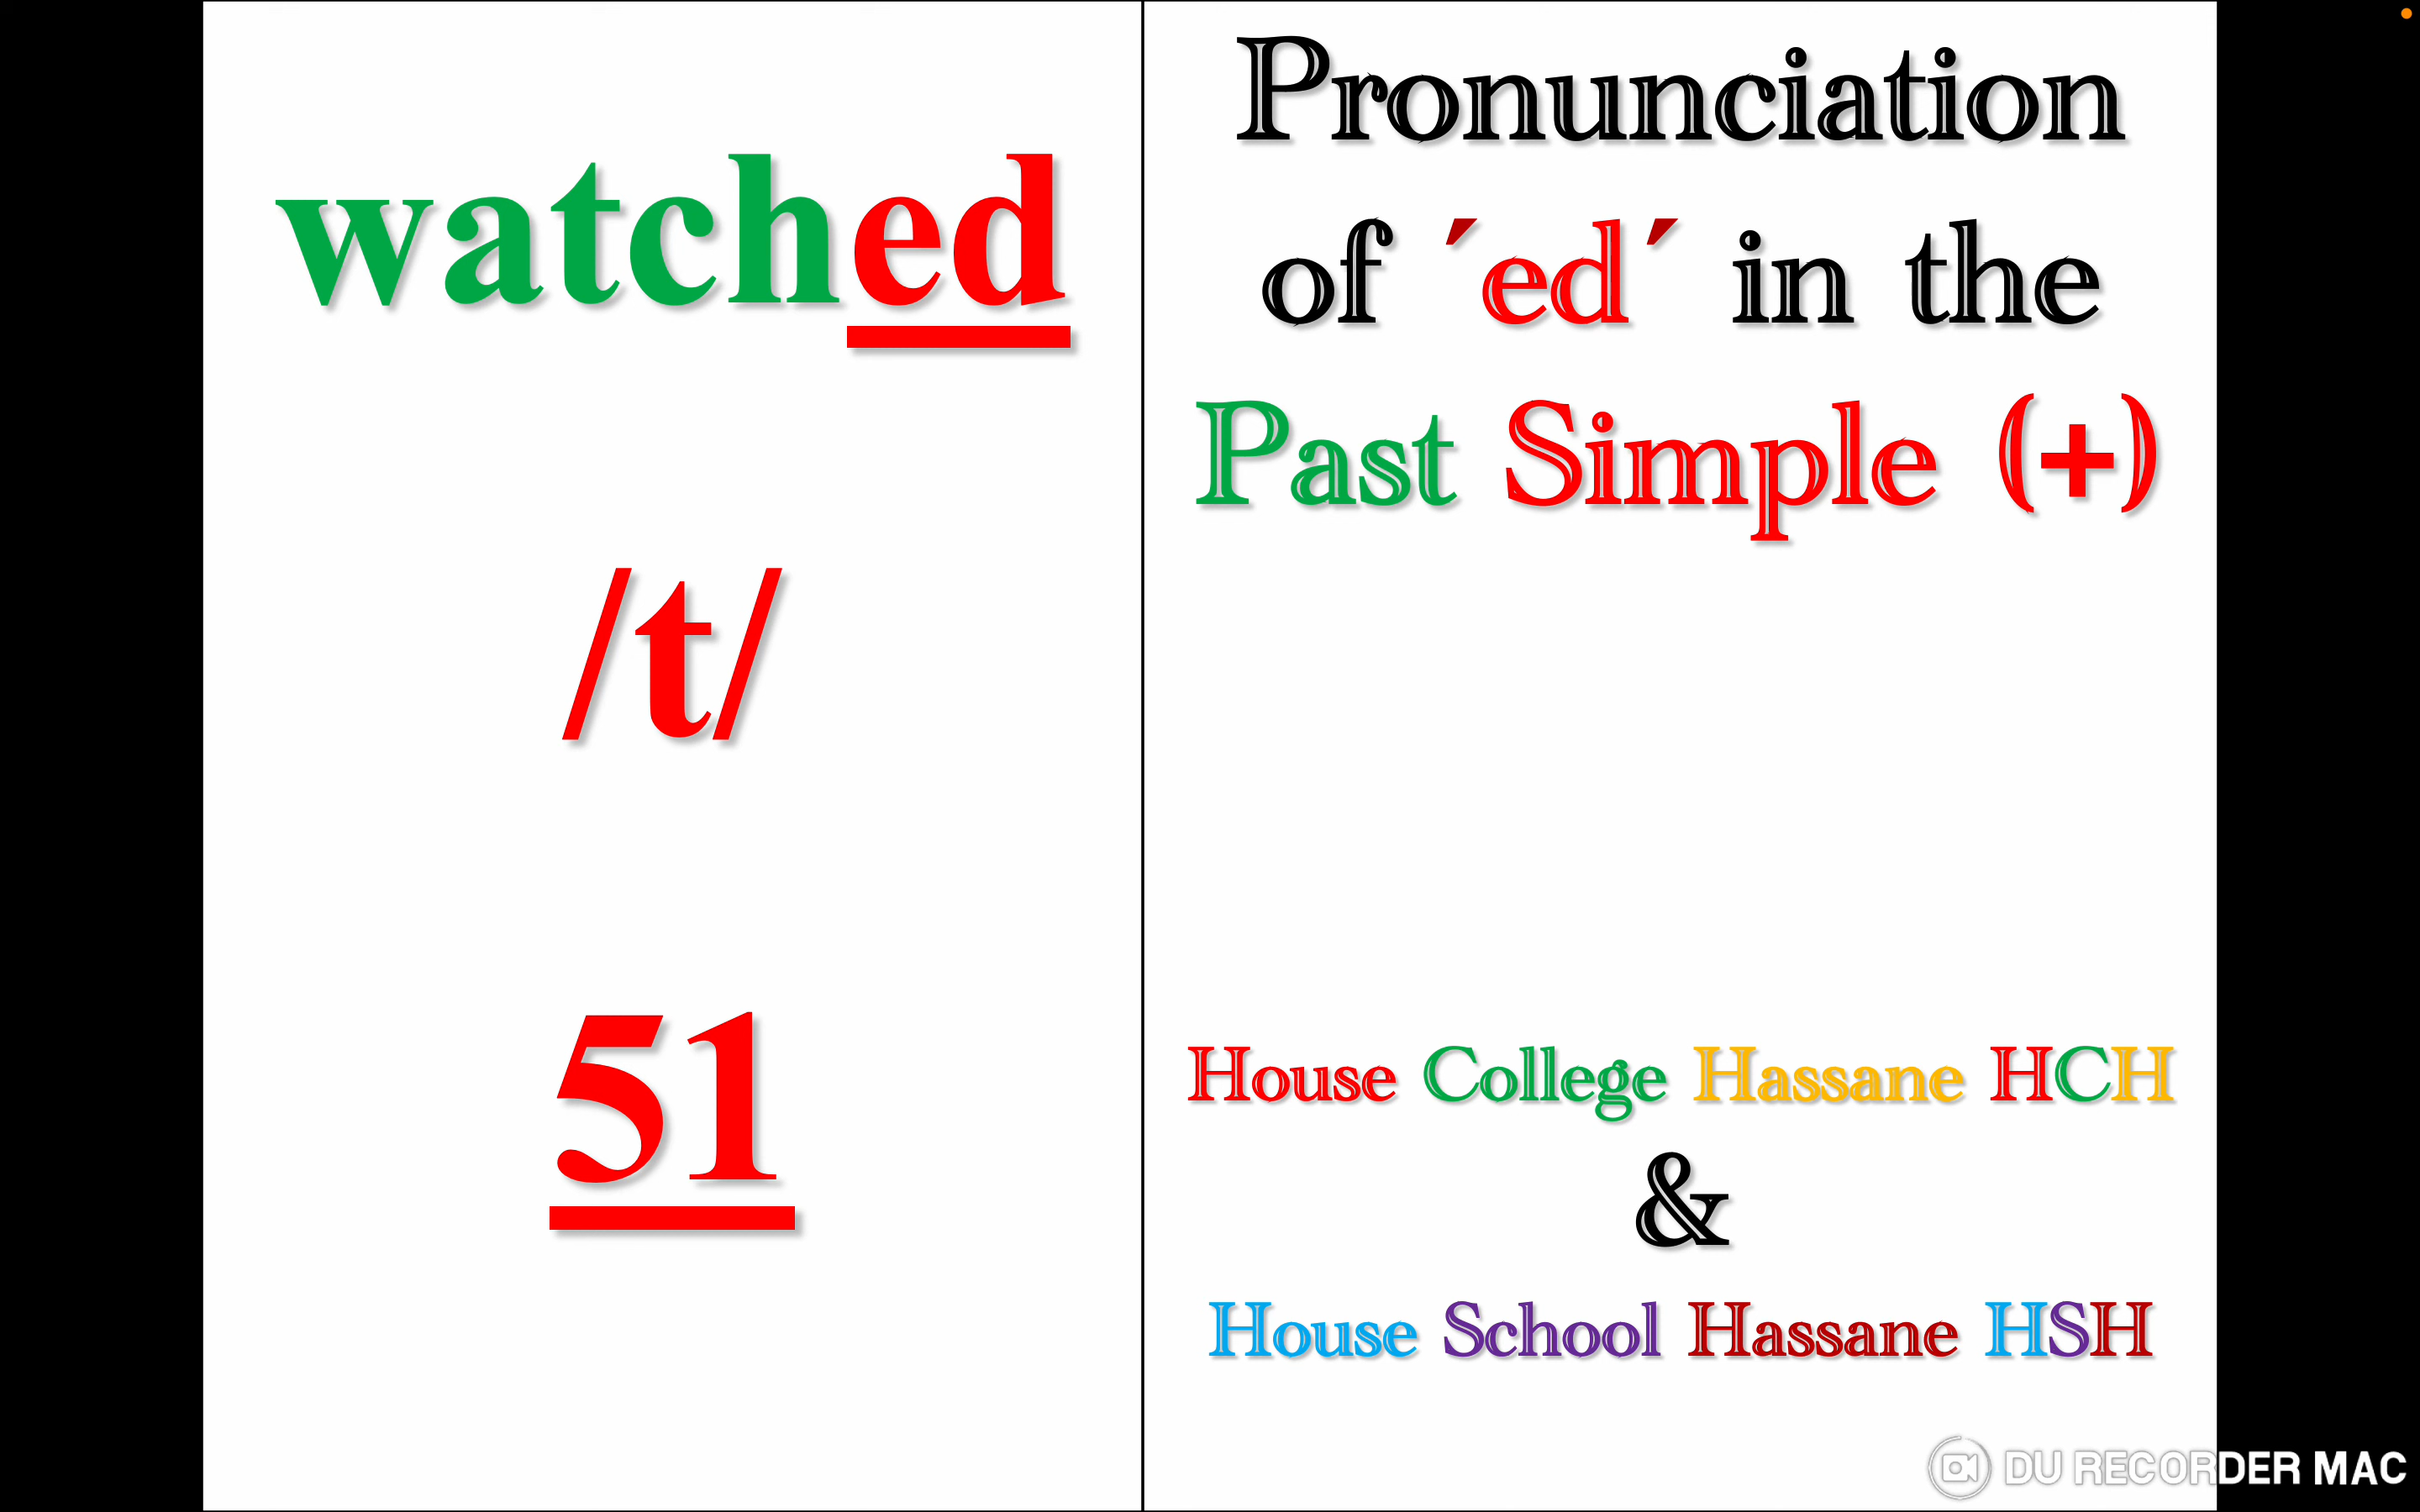 watched
/t/
51
Pronunciation
of ´ed´ in the
Past Simple (+)
House College Hassane HCH
&
House School Hassane HSH
DU RECORDER MAC